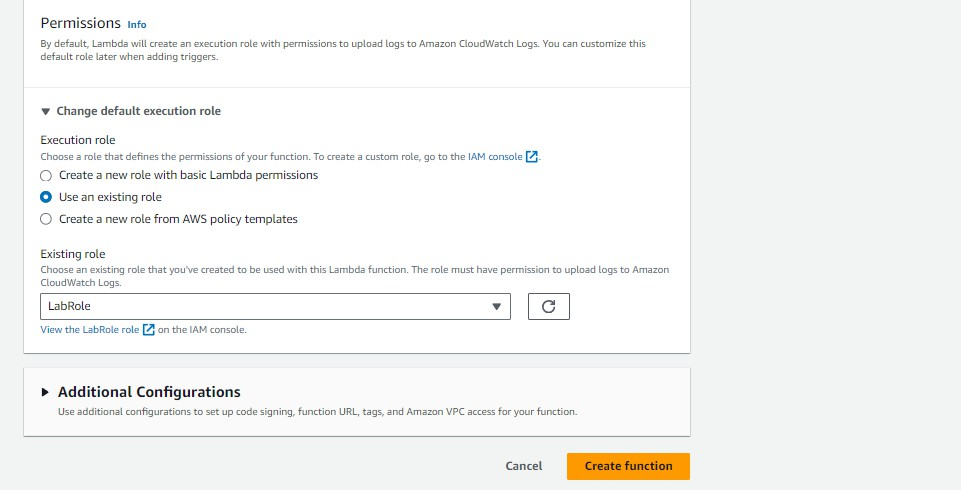 Permissions Info
By default, Lambda will create an execution role with permissions to upload logs to Amazon CloudWatch Logs. You can customize this
default role later when adding triggers.
Change default execution role
Execution role
Choose a role that defines the permissions of your function. To create a custom role, go to the IAM console.
Create a new role with basic Lambda permissions
Use an existing role
Create a new role from AWS policy templates
Existing role
Choose an existing role that you've created to be used with this Lambda function. The role must have permission to upload logs to Amazon
CloudWatch Logs.
LabRole
View the LabRole role on the IAM console.
Additional Configurations
Use additional configurations to set up code signing, function URL, tags, and Amazon VPC access for your function.
Cancel Create function